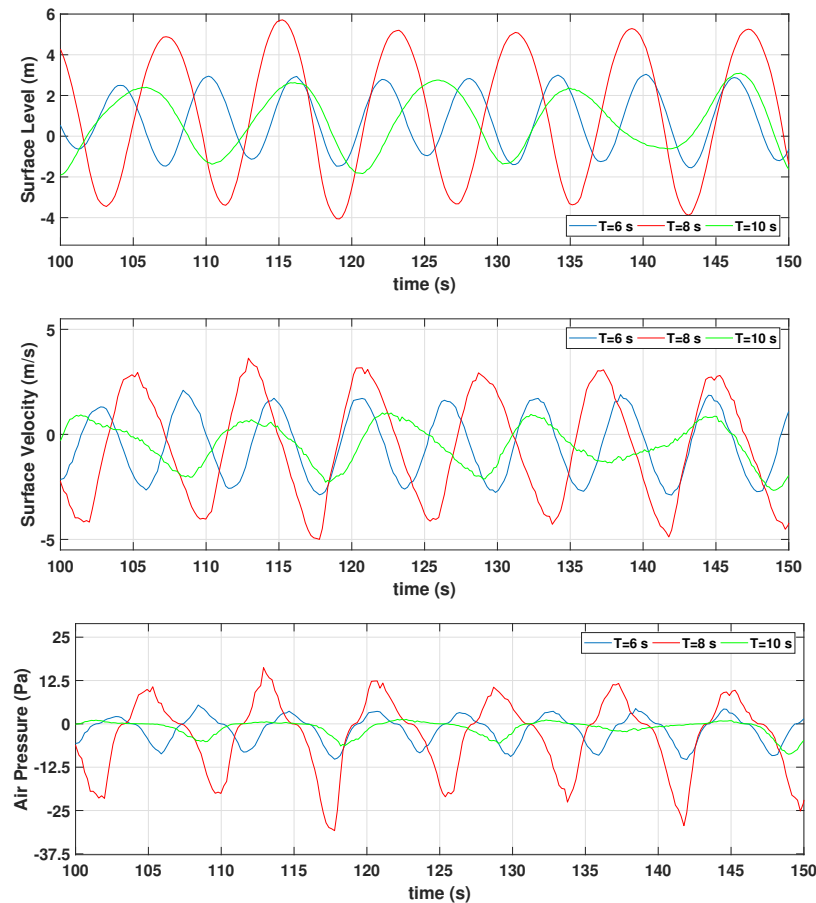 6
4
2
0
-2
-4
Surface Level (m)
T=6 s T=8 s T=10 s
100 105 110 115 120 125 130 135 140 145 150
time (s)
5
0
-5
Surface Velocity (m/s)
T=6 s T=8 s T=10 s
100 105 110 115 120 125 130 135 140 145 150
time (s)
25
12.5
0
-12.5
-25
-37.5
Air Pressure (Pa)
T=6 s T=8 s T=10 s
100 105 110 115 120 125 130 135 140 145 150
time (s)